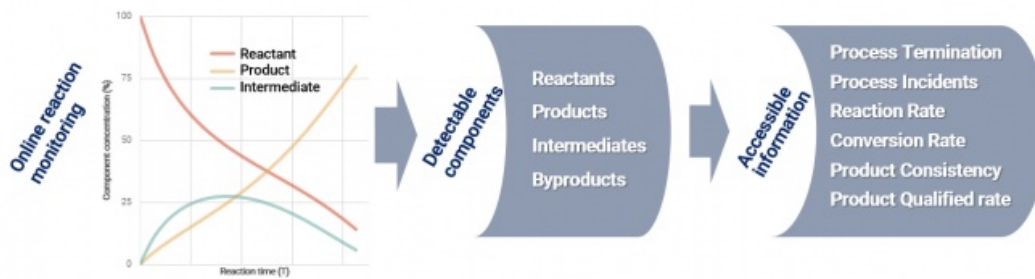 Online reaction
monitoring
Component concentration (%)
100
75
50
25
0
Reactant
Product
Intermediate
Reaction time (T)
Detectable
components
Reactants
Products
Intermediates
Byproducts
Accessible
information
Process Termination
Process Incidents
Reaction Rate
Conversion Rate
Product Consistency
Product Qualified rate